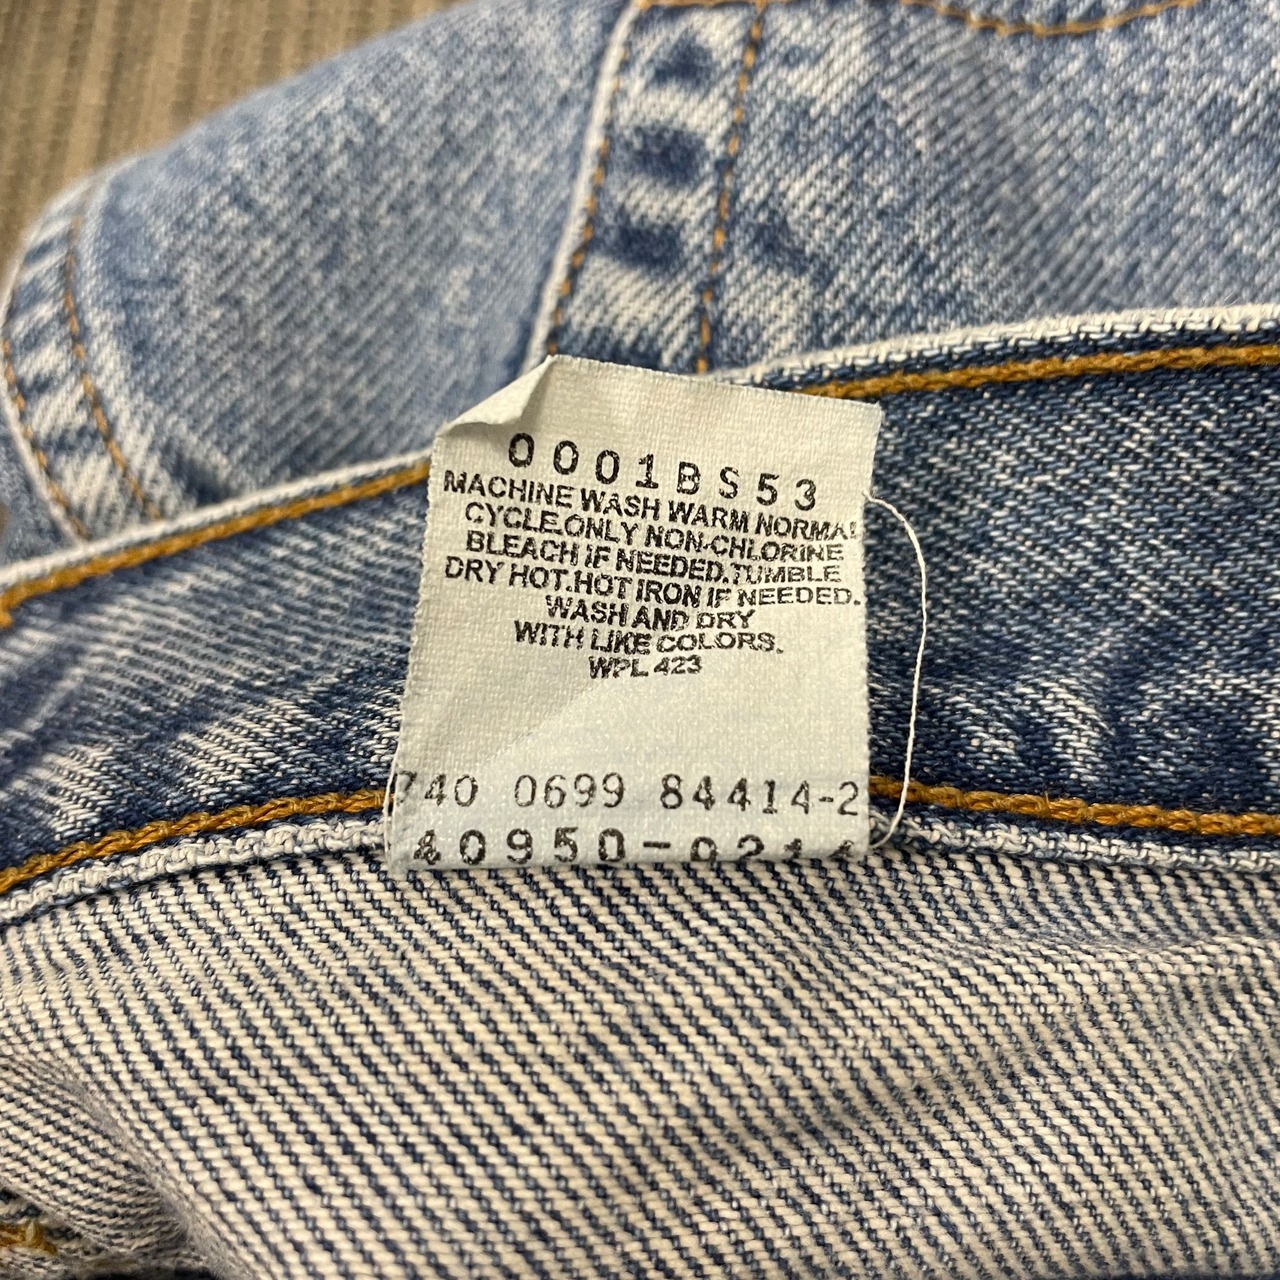 0001BS53
MACHINE WASH WARM NORMAL
CYCLE.ONLY NON-CHLORINE
BLEACH IF NEEDED.TUMBLE
DRY HOT.HOT IRON IF NEEDED.
WASH AND DRY
WITH LIKE COLORS.
WPL 423
740 0699 84414-2